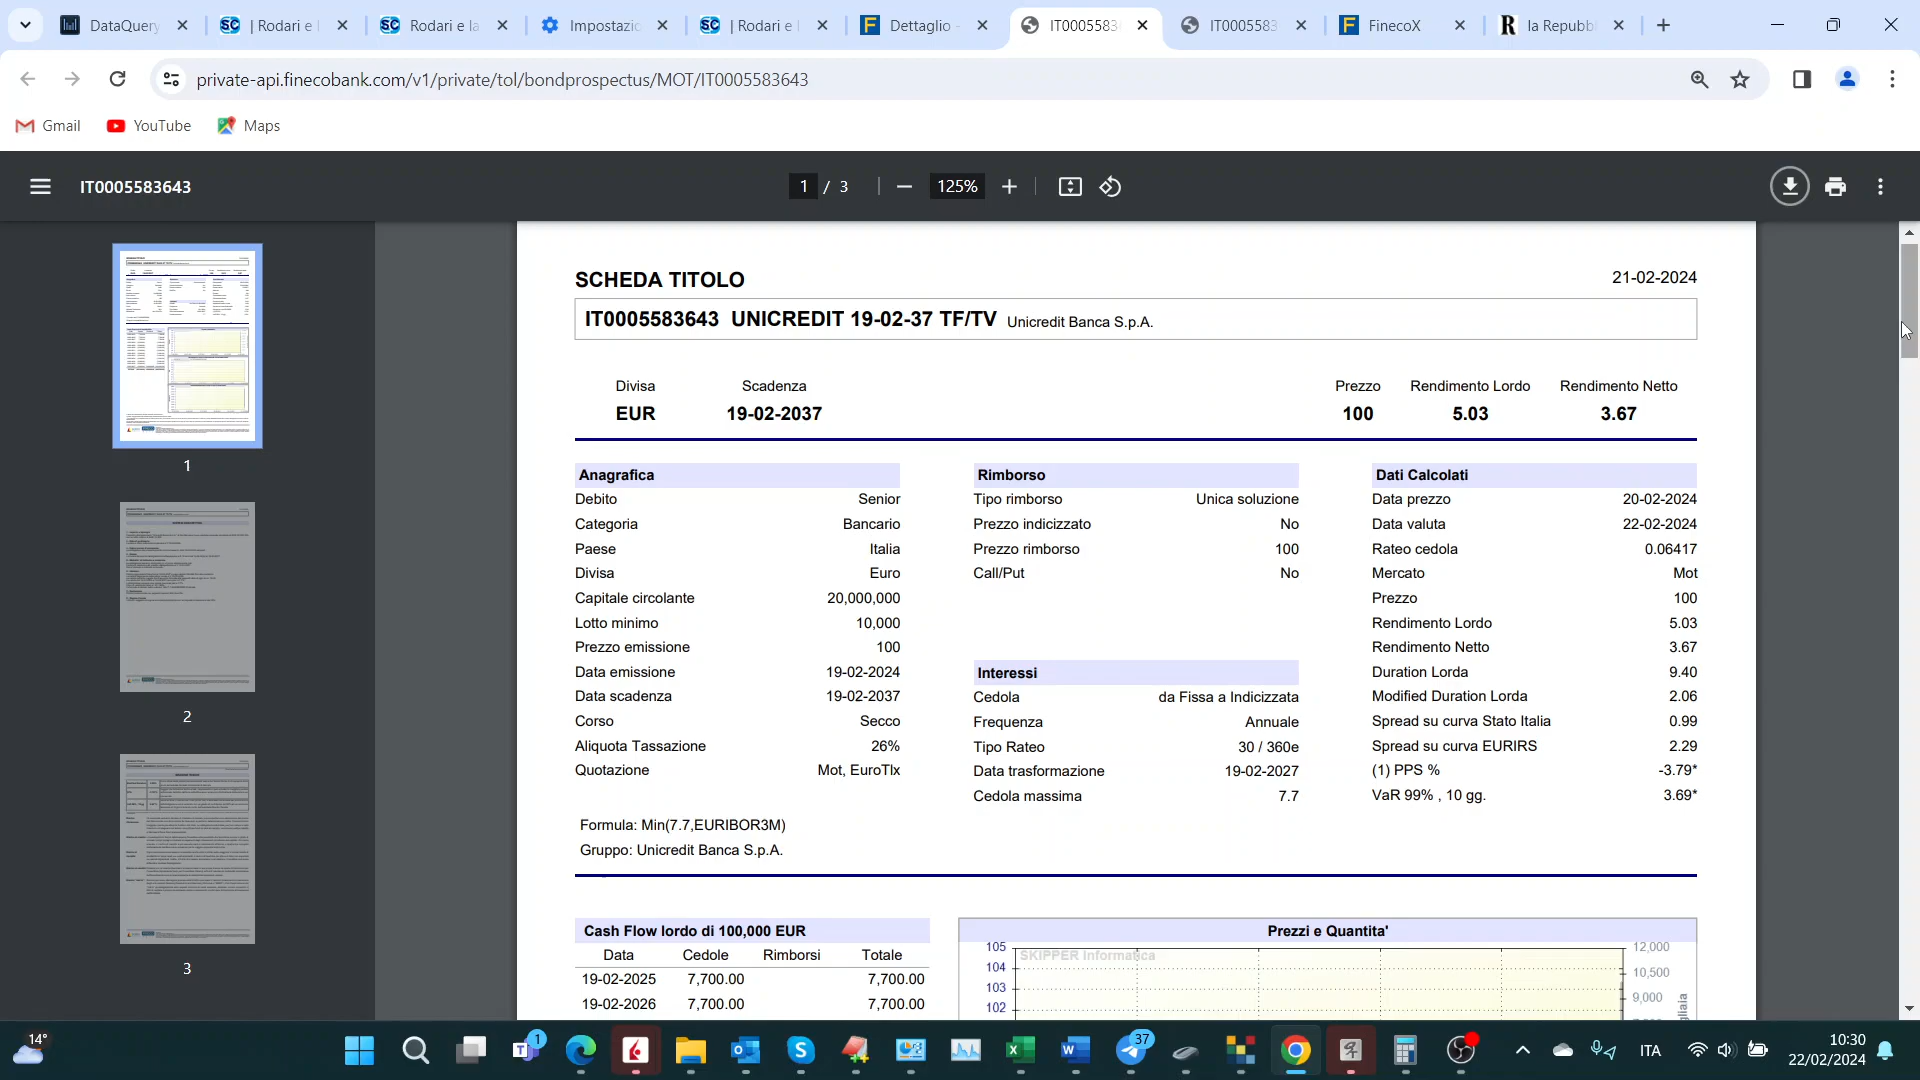 DataQuery
| Rodari e l
Rodari e la
Impostazio
| Rodari e l
Dettaglio -
IT0005583
IT0005583
FinecoX
la Repubbl
private-api.finecobank.com/v1/private/tol/bondprospectus/MOT/IT0005583643
Gmail
YouTube
Maps
IT0005583643
1 / 3
125%
SCHEDA TITOLO
21-02-2024
IT0005583643 UNICREDIT 19-02-37 TF/TV Unicredit Banca S.p.A.
Divisa Scadenza Prezzo Rendimento Lordo Rendimento Netto
EUR 19-02-2037 100 5.03 3.67
Anagrafica
Debito Senior
Categoria Bancario
Paese Italia
Divisa Euro
Capitale circolante 20,000,000
Lotto minimo 10,000
Prezzo emissione 100
Data emissione 19-02-2024
Data scadenza 19-02-2037
Corso Secco
Aliquota Tassazione 26%
Quotazione Mot, EuroTlx
Rimborso
Tipo rimborso Unica soluzione
Prezzo indicizzato No
Prezzo rimborso 100
Call/Put No
Interessi
Cedola da Fissa a Indicizzata
Frequenza Annuale
Tipo Rateo 30 / 360e
Data trasformazione 19-02-2027
Cedola massima 7.7
Dati Calcolati
Data prezzo 20-02-2024
Data valuta 22-02-2024
Rateo cedola 0.06417
Mercato Mot
Prezzo 100
Rendimento Lordo 5.03
Rendimento Netto 3.67
Duration Lorda 9.40
Modified Duration Lorda 2.06
Spread su curva Stato Italia 0.99
Spread su curva EURIRS 2.29
(1) PPS % -3.79*
VaR 99% , 10 gg. 3.69*
Formula: Min(7.7,EURIBOR3M)
Gruppo: Unicredit Banca S.p.A.
Cash Flow lordo di 100,000 EUR
Data Cedole Rimborsi Totale
19-02-2025 7,700.00 7,700.00
19-02-2026 7,700.00 7,700.00
Prezzi e Quantita'
SKIPPER Informatica
105
104
103
102
12,000
10,500
9,000
1
2
3
14°
1
37
ITA
10:30
22/02/2024